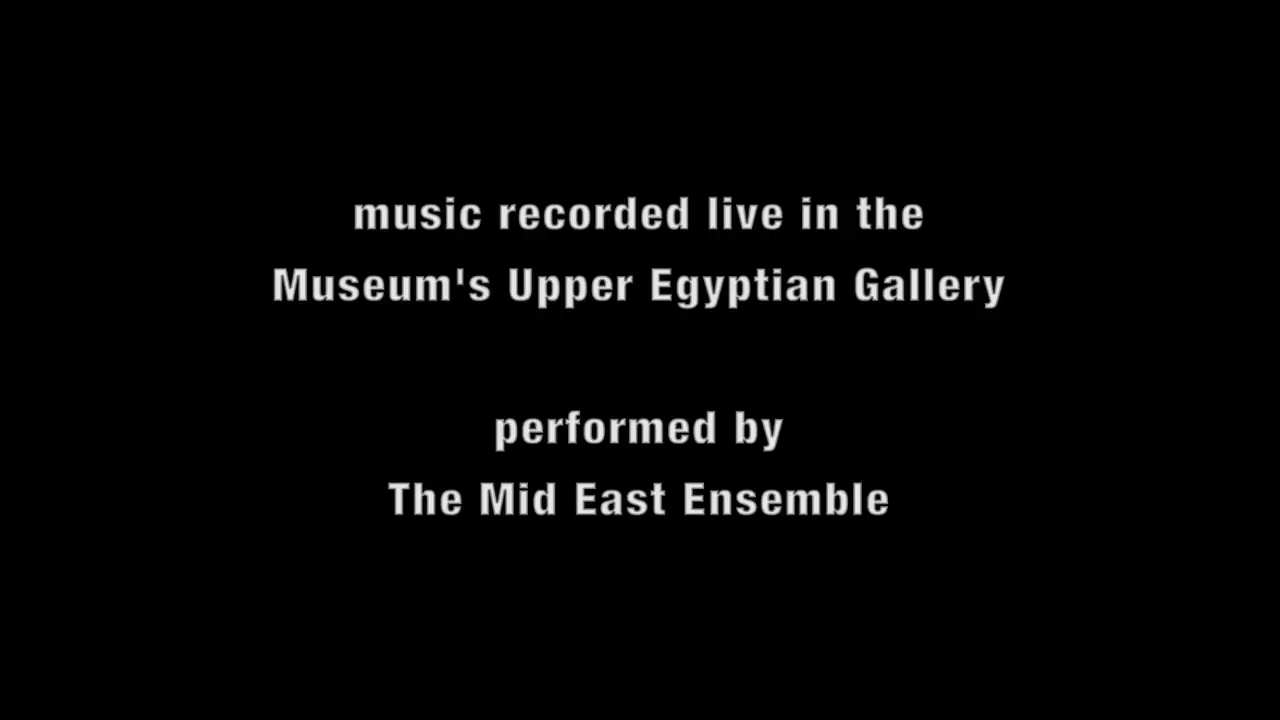 music recorded live in the
Museum's Upper Egyptian Gallery
performed by
The Mid East Ensemble